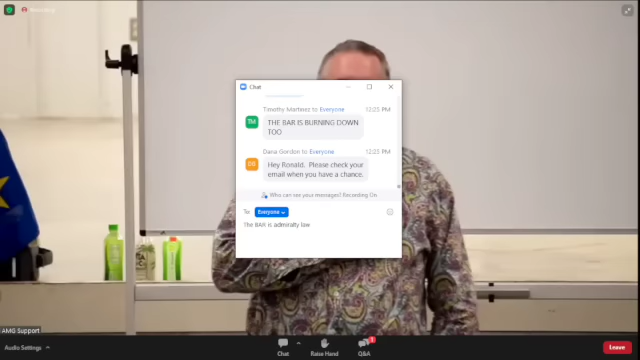 Recording
Chat
Timothy Martinez to Everyone
12:25 PM
TM
THE BAR IS BURNING DOWN
TOO
Dana Gordon to Everyone
12:25 PM
DG
Hey Ronald. Please check your
email when you have a chance.
Who can see your messages? Recording On
To:
Everyone
The BAR is admiralty law
AMG Support
Audio Settings
Chat
Raise Hand
Q&A
Leave